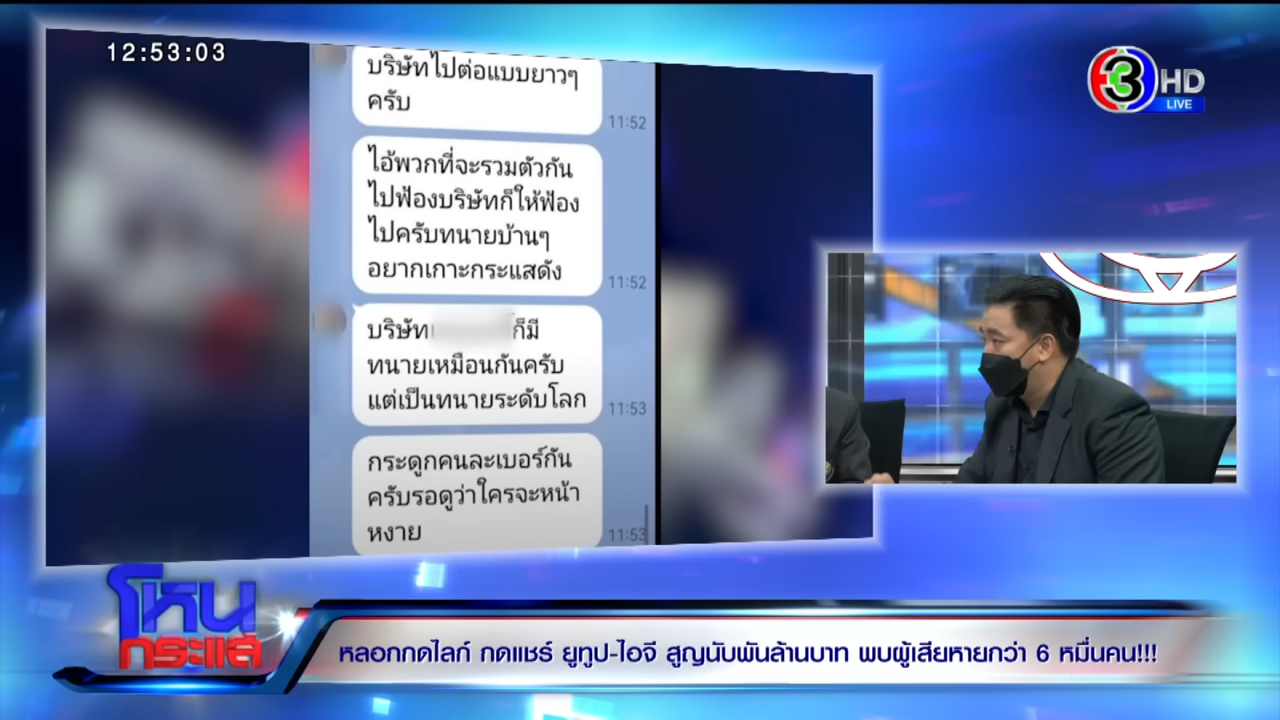 12:53:03
3 HD
LIVE
บริษัทไปต่อแบบยาวๆ
ครับ
11:52
ไอ้พวกที่จะรวมตัวกัน
ไปฟ้องบริษัทก็ให้ฟ้อง
ไปครับทนายบ้านๆ
อยากเกาะกระแสดัง
11:52
บริษัท ก็มี
ทนายเหมือนกันครับ
แต่เป็นทนายระดับโลก
11:53
กระดูกคนละเบอร์กัน
ครับรอดูว่าใครจะหน้า
หงาย
11:53
โหน
กระแส
หลอกกดไลก์ กดแชร์ ยูทูป-ไอจี สูญนับพันล้านบาท พบผู้เสียหายกว่า 6 หมื่นคน!!!